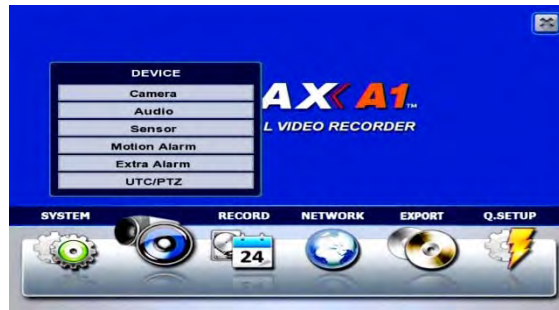 DEVICE
Camera
Audio
Sensor
Motion Alarm
Extra Alarm
UTC/PTZ
AX A1 TM
L VIDEO RECORDER
SYSTEM RECORD NETWORK EXPORT Q.SETUP
24